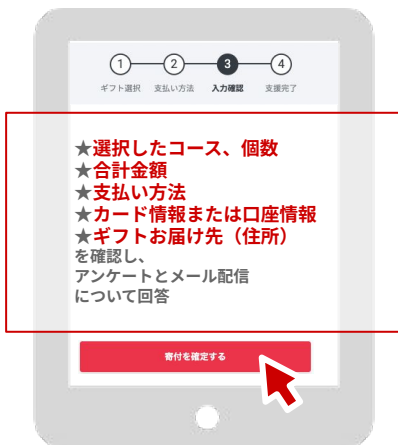 1 2 3 4
ギフト選択 支払い方法 入力確認 支援完了
★選択したコース、個数
★合計金額
★支払い方法
★カード情報または口座情報
★ギフトお届け先（住所）
を確認し、
アンケートとメール配信
について回答
寄付を確定する